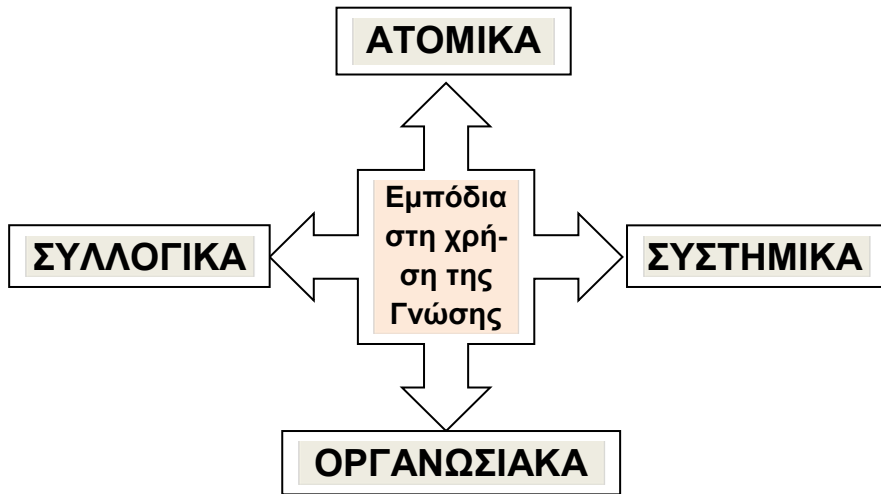 ΑΤΟΜΙΚΑ
ΣΥΛΛΟΓΙΚΑ
Εμπόδια
στη χρή-
ση της
Γνώσης
ΣΥΣΤΗΜΙΚΑ
ΟΡΓΑΝΩΣΙΑΚΑ